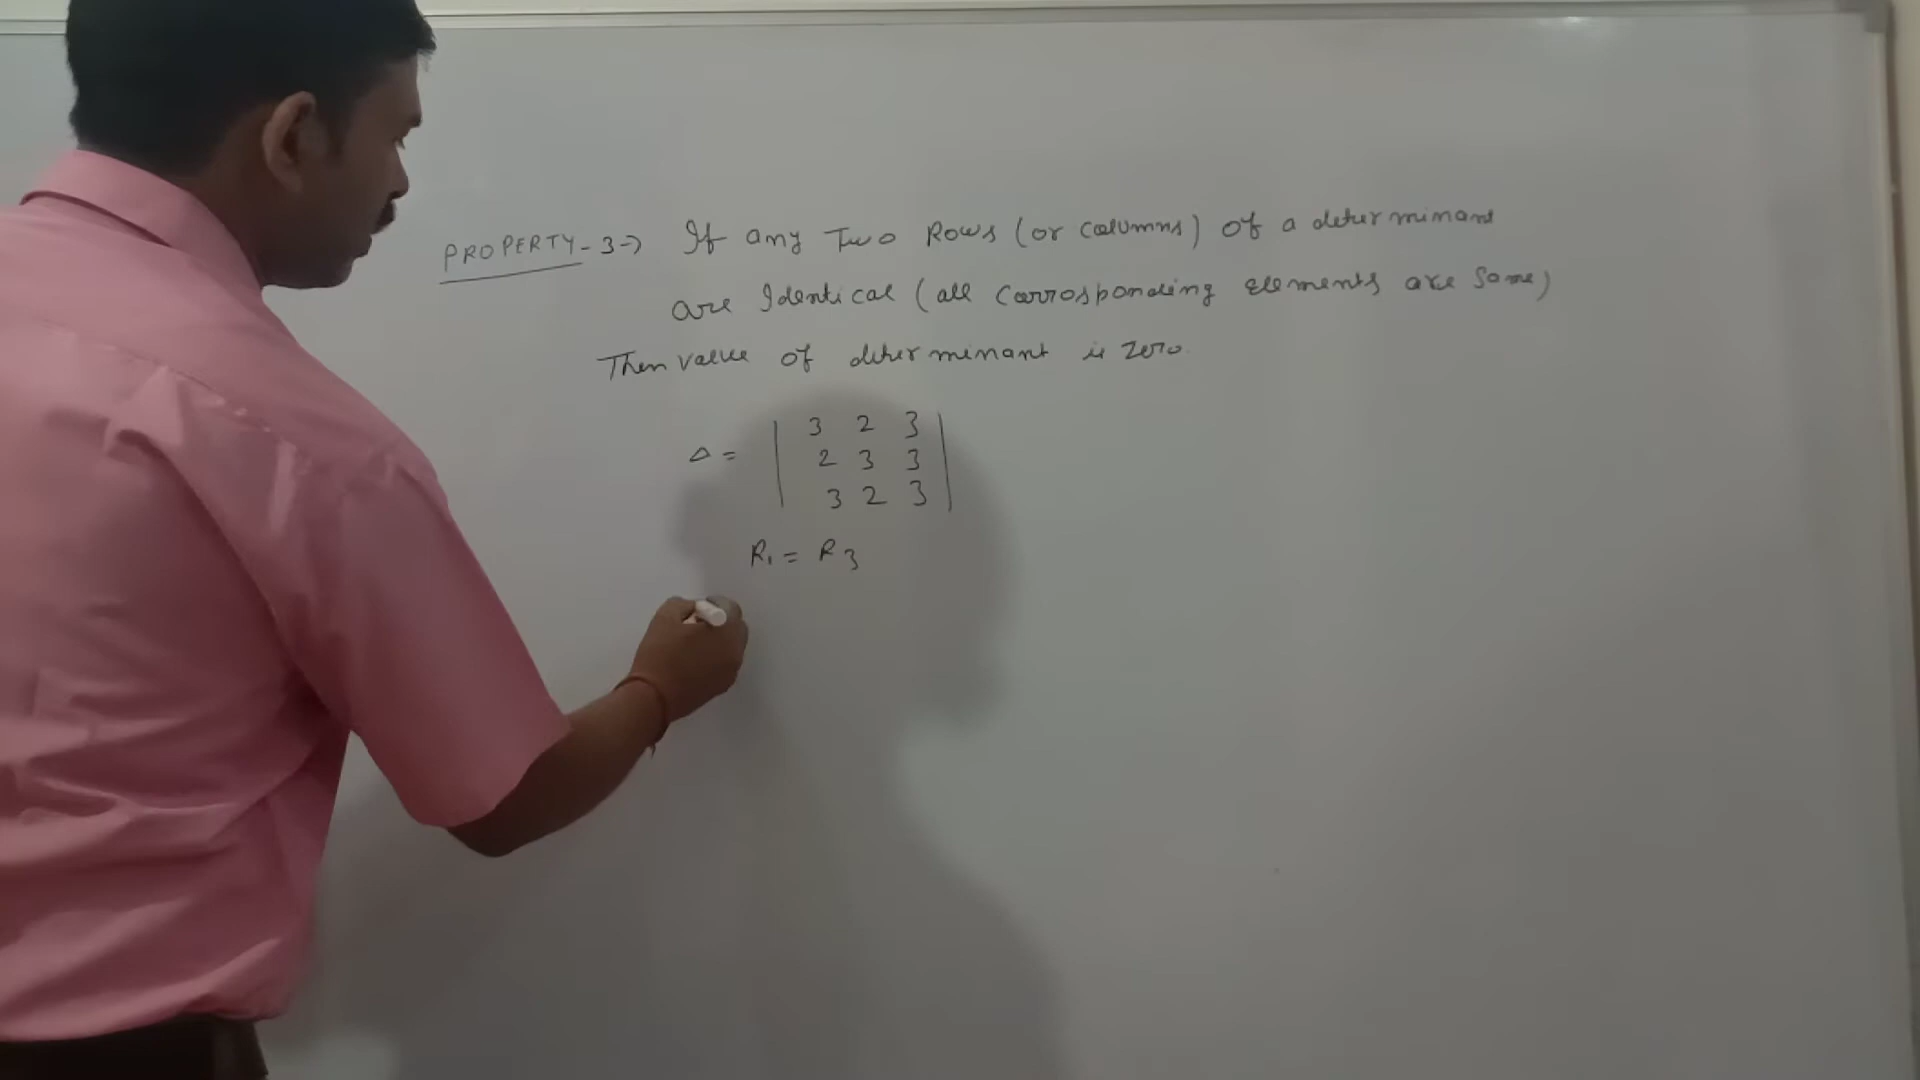 PROPERTY-3→ If any Two Rows (or columns) of a determinant
are Identical (all corrosponding elements are same)
Then value of determinant is zero.
Δ = | 3 2 3 |
| 2 3 3 |
| 3 2 3 |
R₁ = R₃